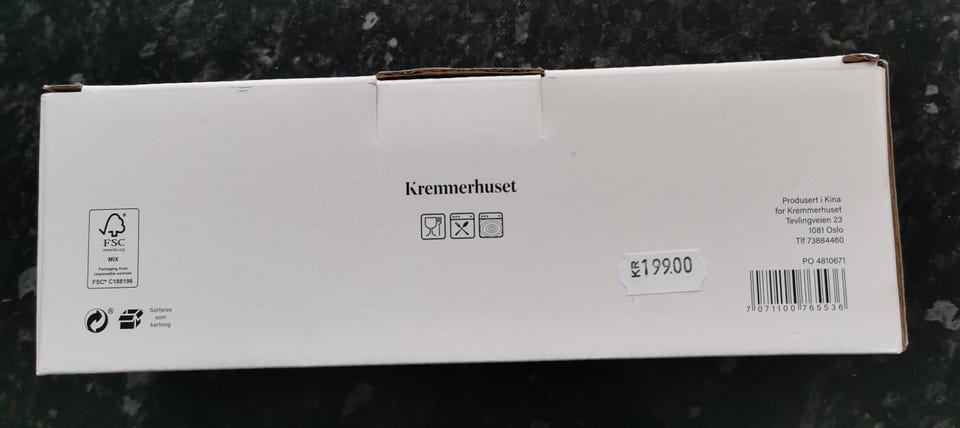 Kremmerhuset
FSC
www.fsc.org
MIX
Packaging from
responsible sources
FSC® C188198
®
Sorteres
som
kartong
KR 199.00
Produsert i Kina
for Kremmerhuset
Tevlingveien 23
1081 Oslo
Tlf 73884460
PO 4810671
7 071100 765536